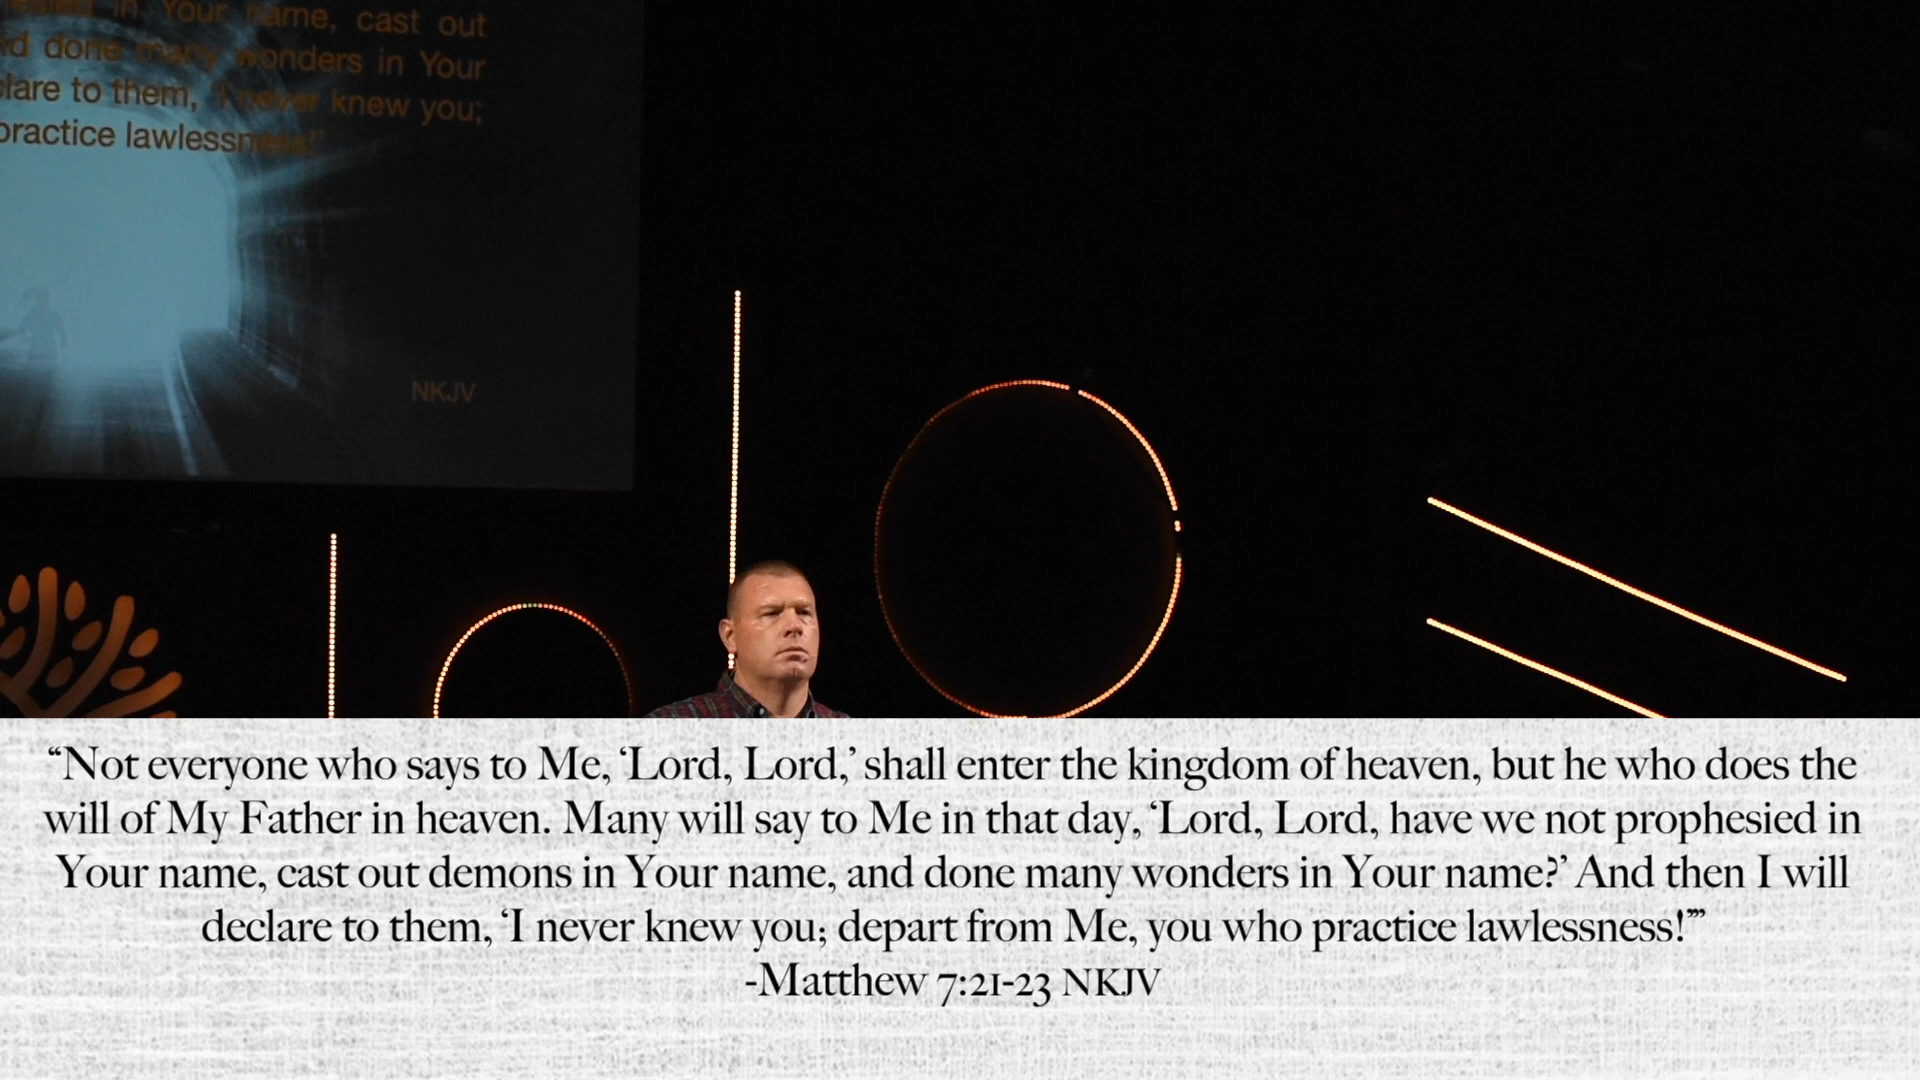 in Your name, cast out
done many wonders in Your
to them, 'I never knew you;
practice lawlessness!'
NKJV
“Not everyone who says to Me, ‘Lord, Lord,’ shall enter the kingdom of heaven, but he who does the
will of My Father in heaven. Many will say to Me in that day, ‘Lord, Lord, have we not prophesied in
Your name, cast out demons in Your name, and done many wonders in Your name?’ And then I will
declare to them, ‘I never knew you; depart from Me, you who practice lawlessness!’”
-Matthew 7:21-23 NKJV